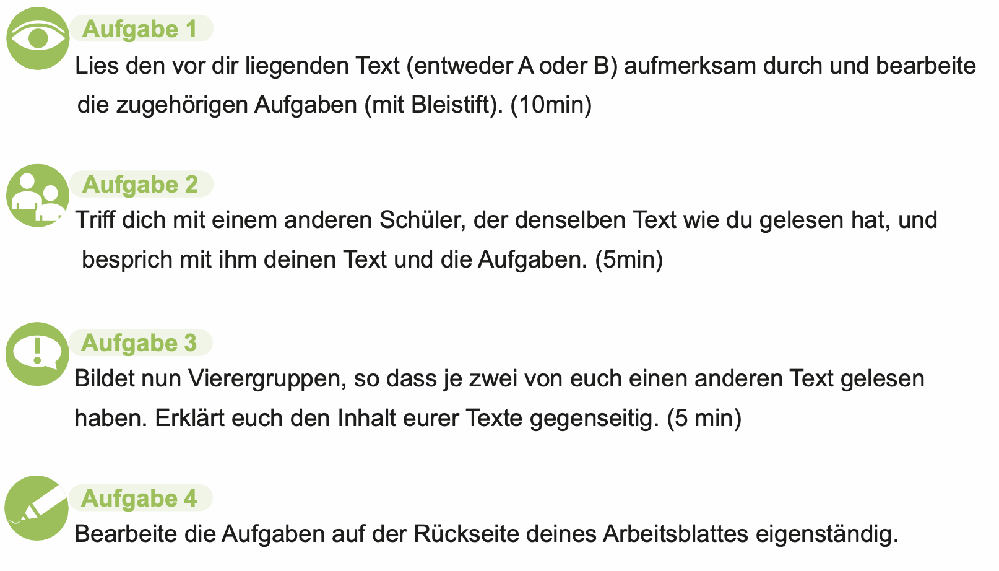 Aufgabe 1
Lies den vor dir liegenden Text (entweder A oder B) aufmerksam durch und bearbeite
die zugehörigen Aufgaben (mit Bleistift). (10min)
Aufgabe 2
Triff dich mit einem anderen Schüler, der denselben Text wie du gelesen hat, und
besprich mit ihm deinen Text und die Aufgaben. (5min)
Aufgabe 3
Bildet nun Vierergruppen, so dass je zwei von euch einen anderen Text gelesen
haben. Erklärt euch den Inhalt eurer Texte gegenseitig. (5 min)
Aufgabe 4
Bearbeite die Aufgaben auf der Rückseite deines Arbeitsblattes eigenständig.